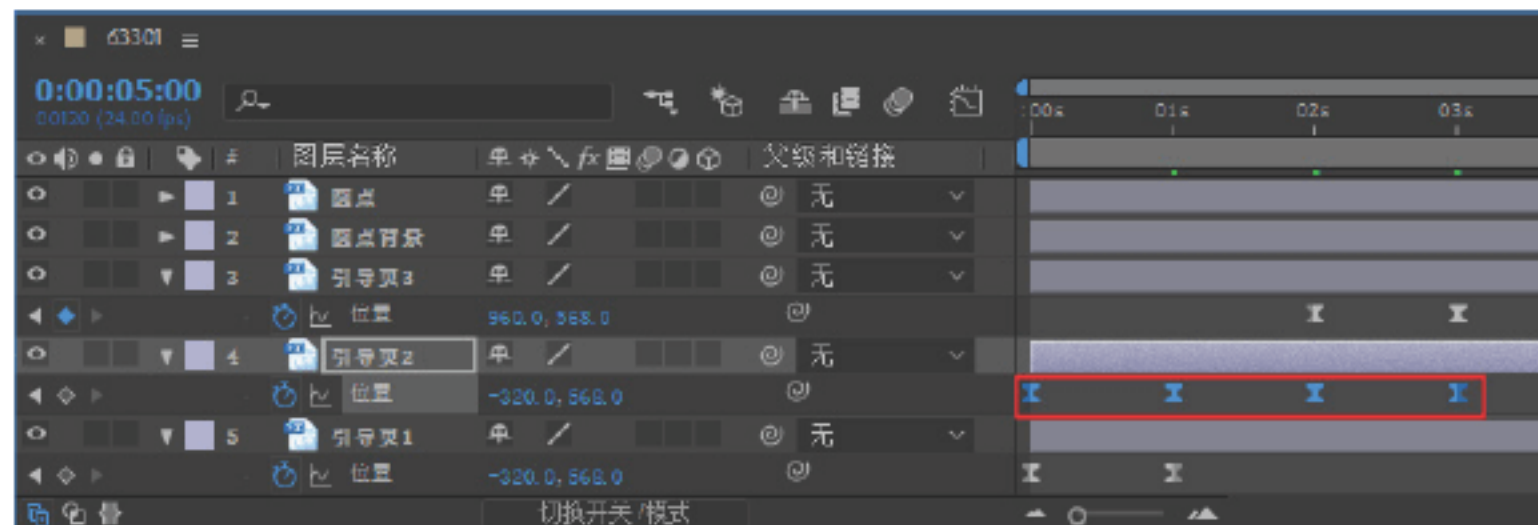 63301
0:00:05:00
00120 (24.00 fps)
:00s 01s 02s 03s
# 图层名称 fx 父级和链接
1 圆点 无
2 圆点背景 无
3 引导页3 无
位置 960.0, 568.0
4 引导页2 无
位置 -320.0, 568.0
5 引导页1 无
位置 -320.0, 568.0
切换开关/模式